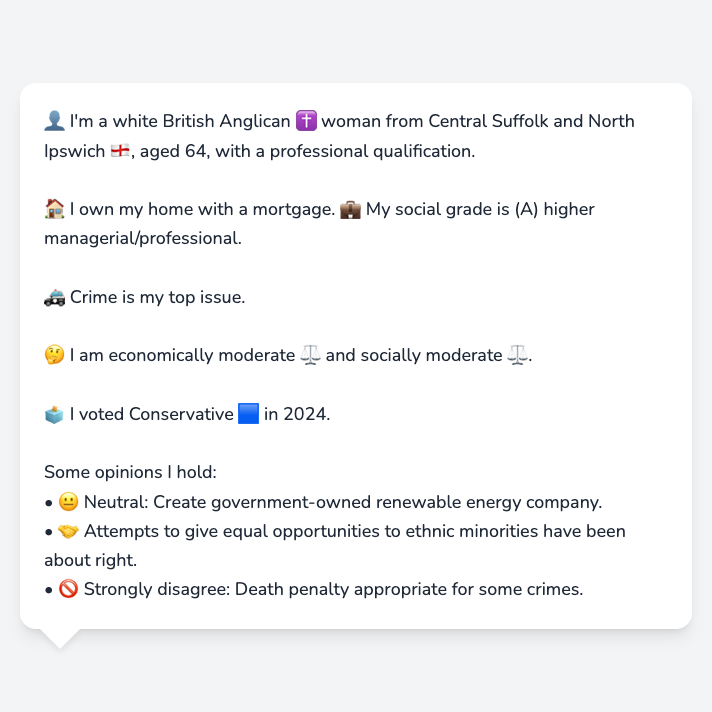 👤 I'm a white British Anglican ✝️ woman from Central Suffolk and North
Ipswich 🏴󠁧󠁢󠁥󠁮󠁧󠁿, aged 64, with a professional qualification.
🏠 I own my home with a mortgage. 💼 My social grade is (A) higher
managerial/professional.
🚓 Crime is my top issue.
🤔 I am economically moderate ⚖️ and socially moderate ⚖️.
🗳️ I voted Conservative 🟦 in 2024.
Some opinions I hold:
• 😐 Neutral: Create government-owned renewable energy company.
• 🤝 Attempts to give equal opportunities to ethnic minorities have been
about right.
• 🚫 Strongly disagree: Death penalty appropriate for some crimes.